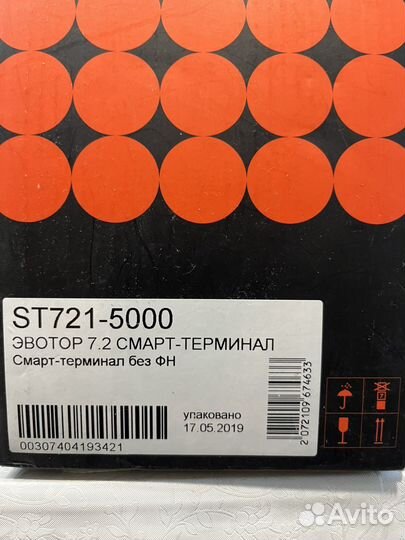 ST721-5000
ЭВОТОР 7.2 СМАРТ-ТЕРМИНАЛ
Смарт-терминал без ФН
упаковано
17.05.2019
00307404193421
2 072109 674633
Avito